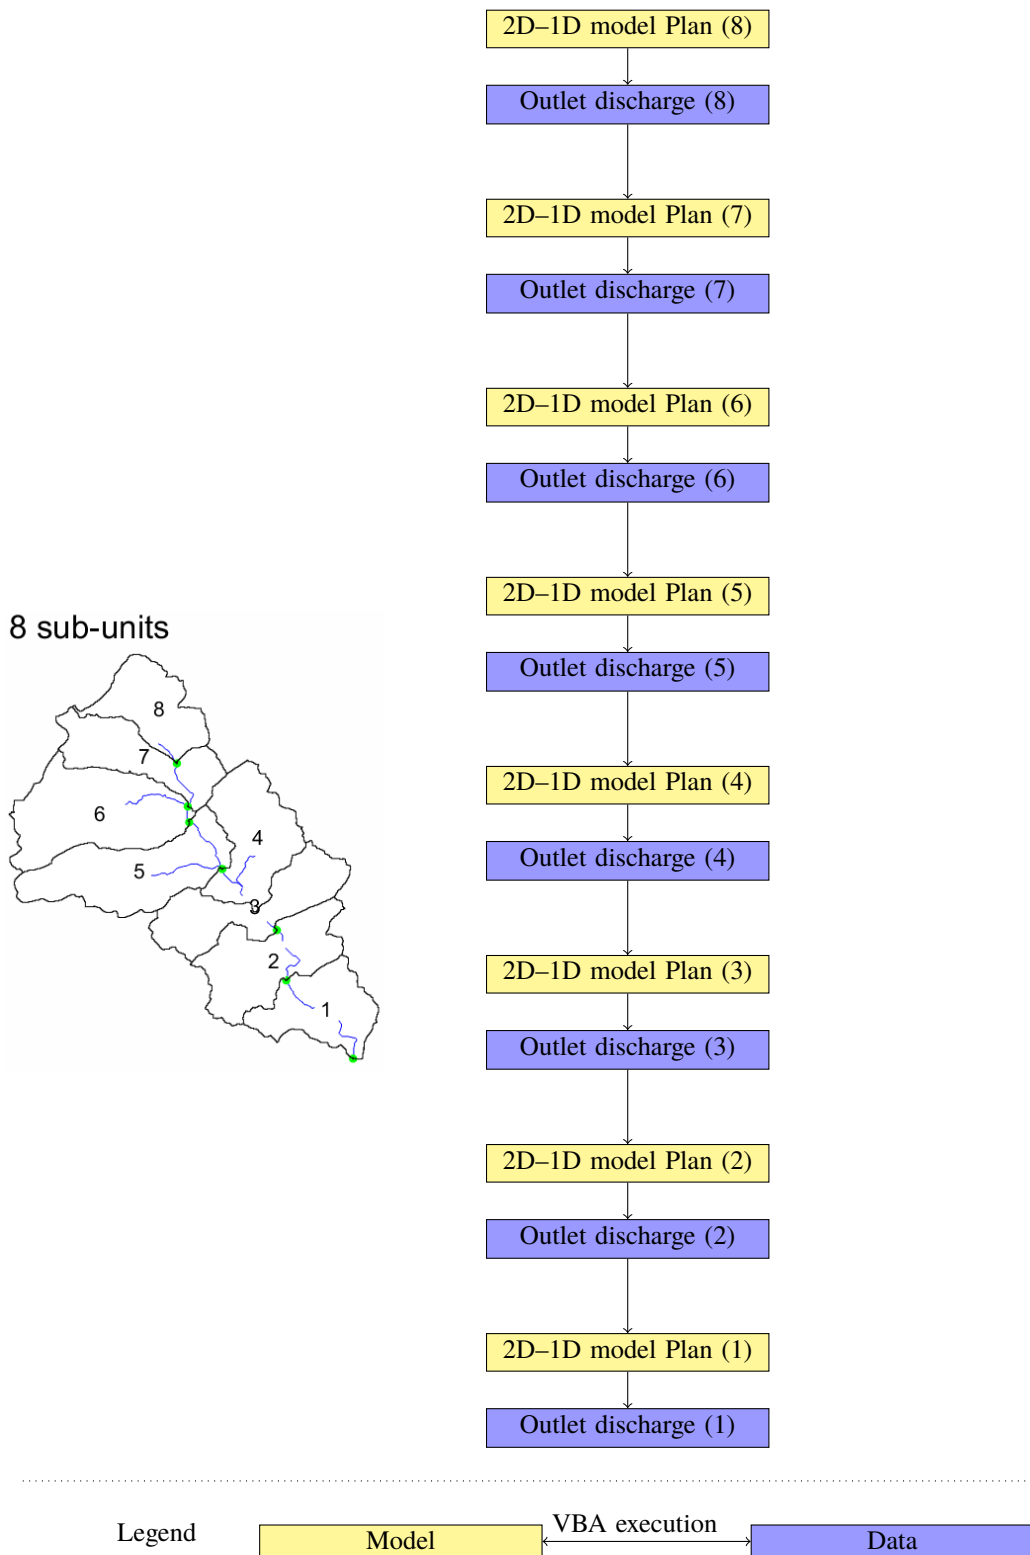 2D–1D model Plan (8)
Outlet discharge (8)
2D–1D model Plan (7)
Outlet discharge (7)
2D–1D model Plan (6)
Outlet discharge (6)
2D–1D model Plan (5)
Outlet discharge (5)
2D–1D model Plan (4)
Outlet discharge (4)
2D–1D model Plan (3)
Outlet discharge (3)
2D–1D model Plan (2)
Outlet discharge (2)
2D–1D model Plan (1)
Outlet discharge (1)
8 sub-units
8
7
6
4
5
3
2
1
Legend
Model
VBA execution
Data